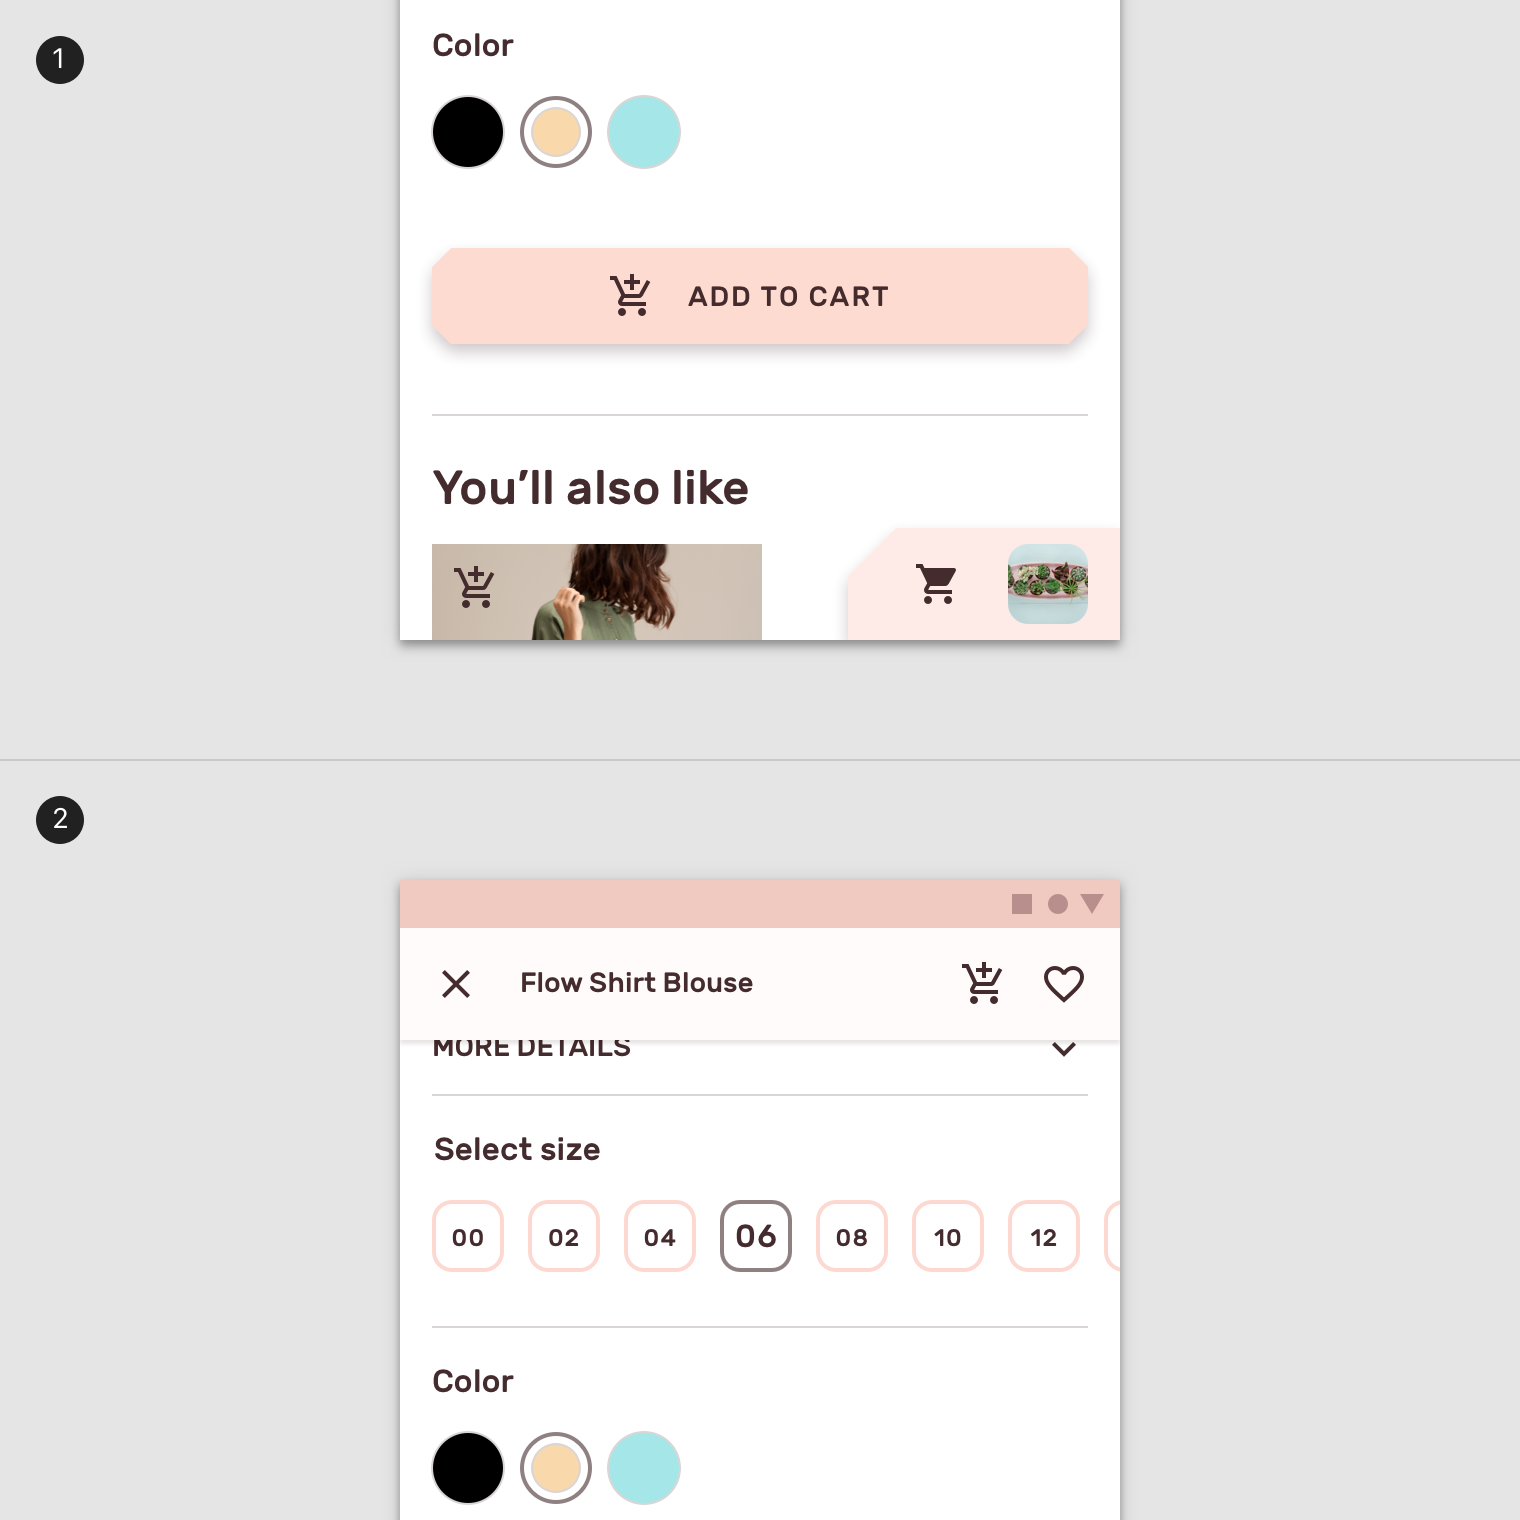 1
Color
ADD TO CART
You’ll also like
2
Flow Shirt Blouse
MORE DETAILS
Select size
00 02 04 06 08 10 12
Color